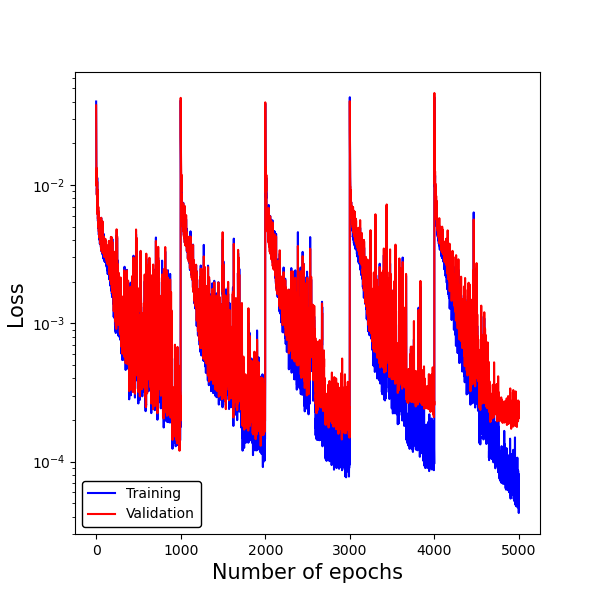 Loss
10⁻²
10⁻³
10⁻⁴
Training
Validation
0 1000 2000 3000 4000 5000
Number of epochs